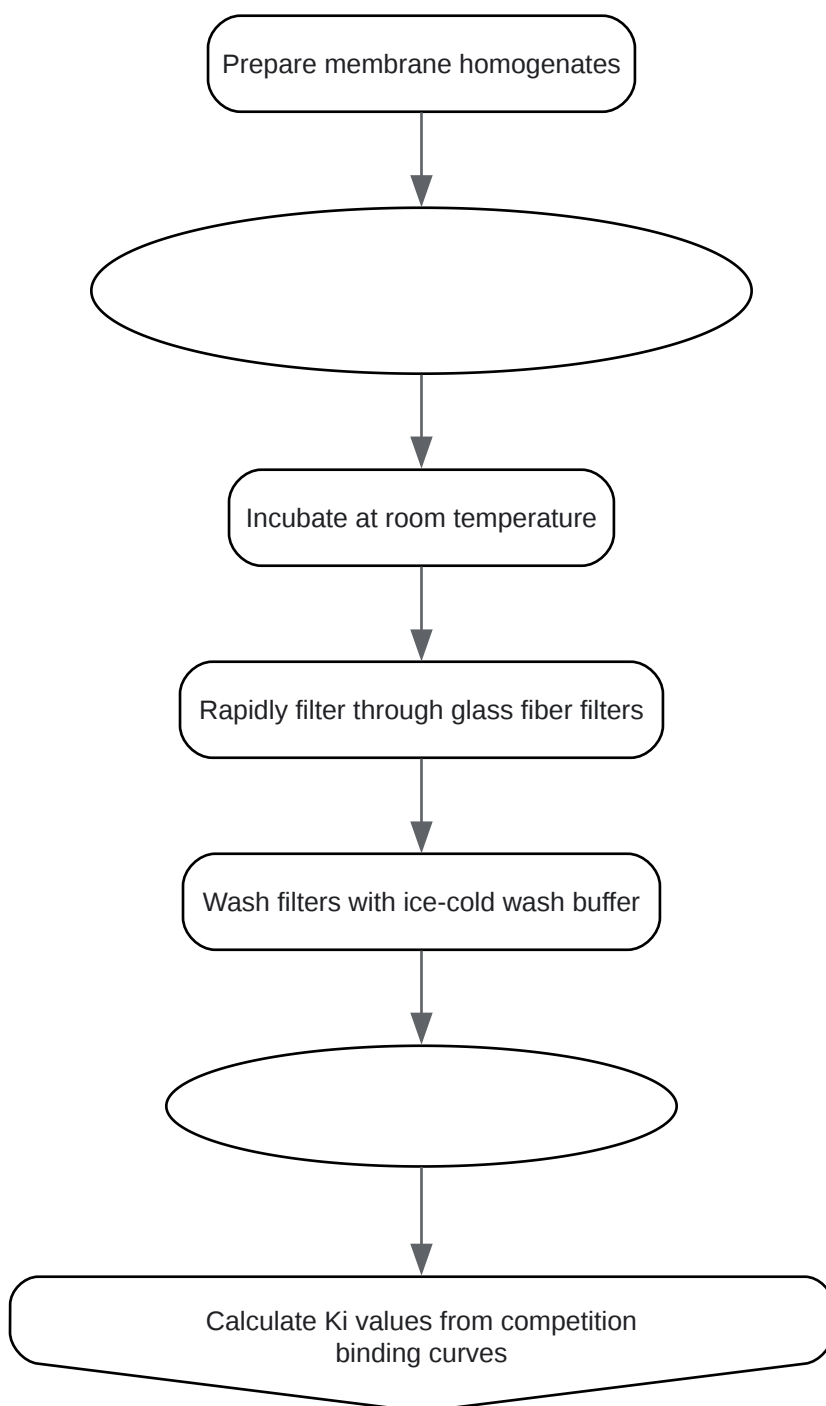 Prepare membrane homogenates
Incubate at room temperature
Rapidly filter through glass fiber filters
Wash filters with ice-cold wash buffer
Calculate Ki values from competition
binding curves